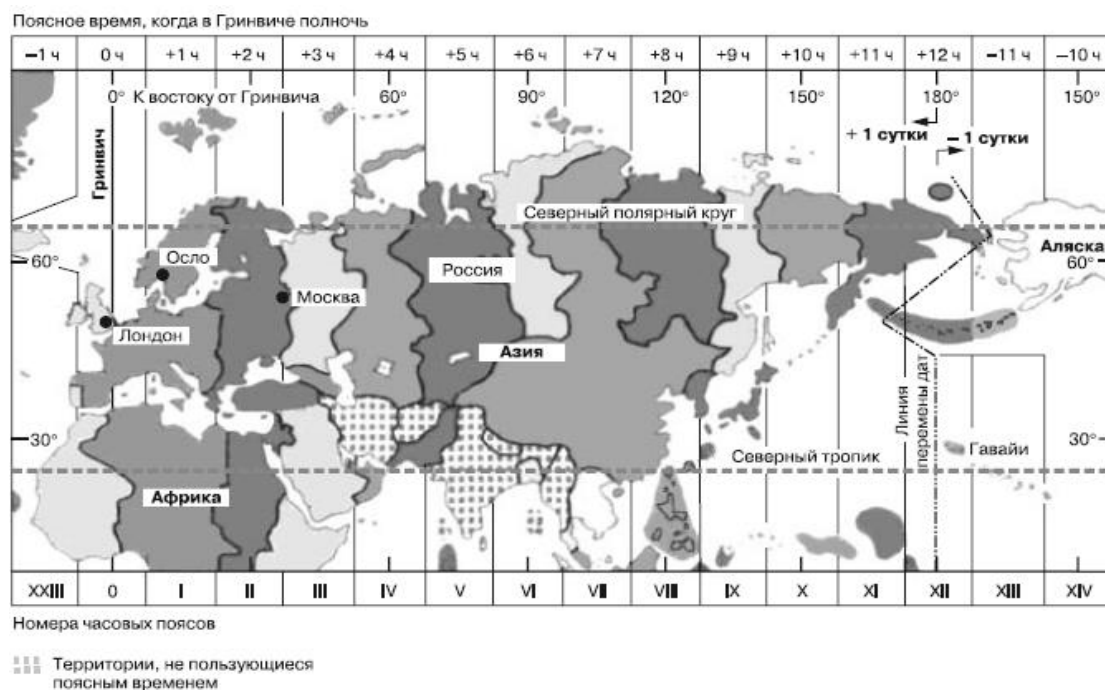 Поясное время, когда в Гринвиче полночь
–1 ч 0 ч +1 ч +2 ч +3 ч +4 ч +5 ч +6 ч +7 ч +8 ч +9 ч +10 ч +11 ч +12 ч –11 ч –10 ч
0° К востоку от Гринвича 60° 90° 120° 150° 180° 150°
+ 1 сутки – 1 сутки
Гринвич
Северный полярный круг
Осло
Россия
Аляска
60° 60°
Москва
Лондон
Азия
Линия
перемены дат
30° 30°
Северный тропик
Гавайи
Африка
XXIII 0 I II III IV V VI VII VIII IX X XI XII XIII XIV
Номера часовых поясов
Территории, не пользующиеся
поясным временем